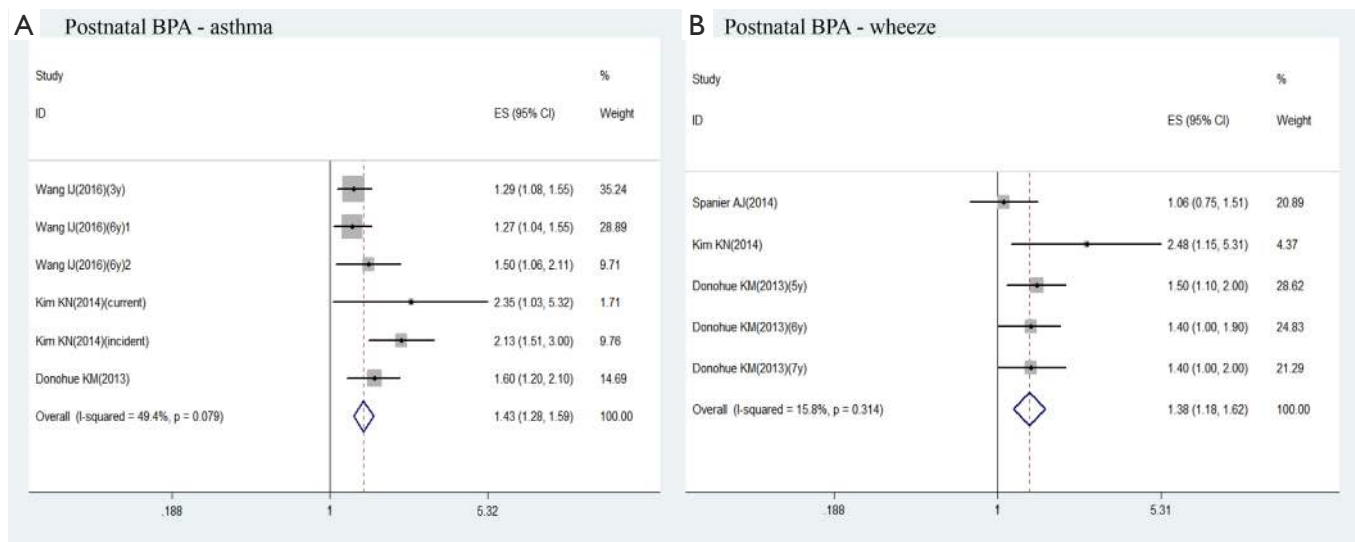 A Postnatal BPA - asthma
Study %
ID ES (95% CI) Weight
Wang IJ(2016)(3y) 1.29 (1.08, 1.55) 35.24
Wang IJ(2016)(6y)1 1.27 (1.04, 1.55) 28.89
Wang IJ(2016)(6y)2 1.50 (1.06, 2.11) 9.71
Kim KN(2014)(current) 2.35 (1.03, 5.32) 1.71
Kim KN(2014)(incident) 2.13 (1.51, 3.00) 9.76
Donohue KM(2013) 1.60 (1.20, 2.10) 14.69
Overall (I-squared = 49.4%, p = 0.079) 1.43 (1.28, 1.59) 100.00
.188 1 5.32
B Postnatal BPA - wheeze
Study %
ID ES (95% CI) Weight
Spanier AJ(2014) 1.06 (0.75, 1.51) 20.89
Kim KN(2014) 2.48 (1.15, 5.31) 4.37
Donohue KM(2013)(5y) 1.50 (1.10, 2.00) 28.62
Donohue KM(2013)(6y) 1.40 (1.00, 1.90) 24.83
Donohue KM(2013)(7y) 1.40 (1.00, 2.00) 21.29
Overall (I-squared = 15.8%, p = 0.314) 1.38 (1.18, 1.62) 100.00
.188 1 5.31